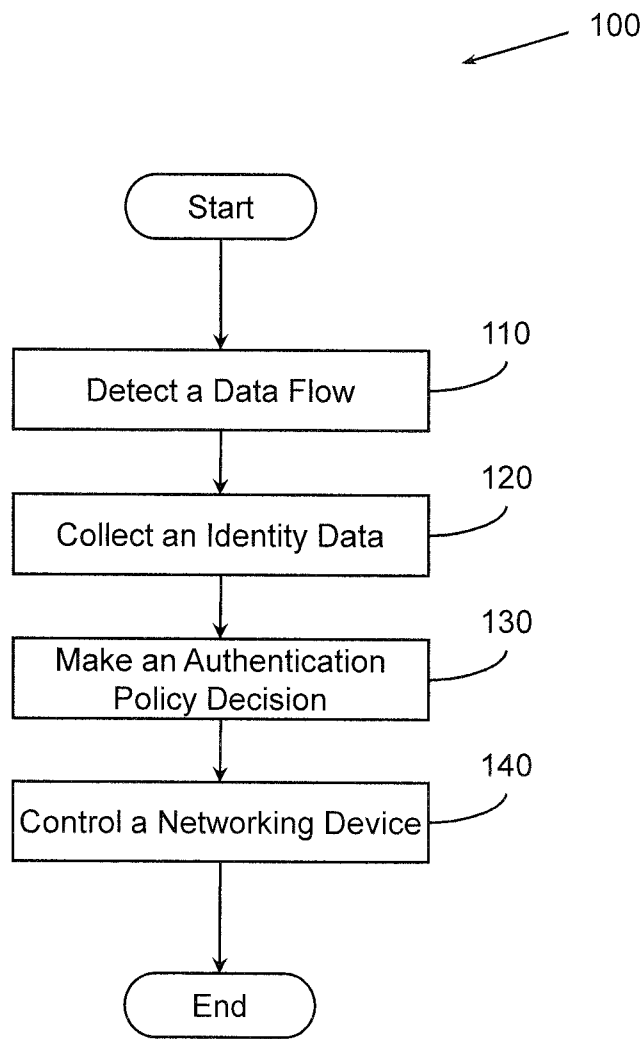 100
Start
110
Detect a Data Flow
120
Collect an Identity Data
130
Make an Authentication
Policy Decision
140
Control a Networking Device
End